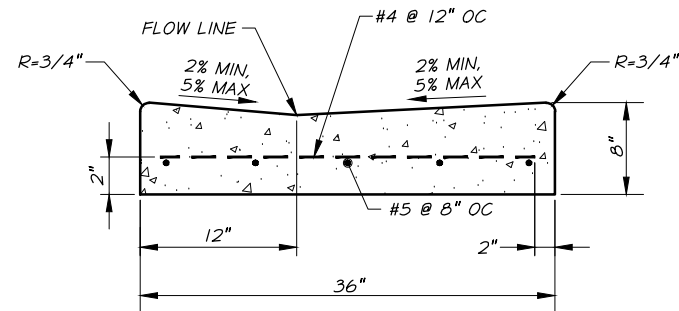 #4 @ 12" OC
FLOW LINE
R=3/4"
2% MIN,
5% MAX
2% MIN,
5% MAX
R=3/4"
8"
2"
#5 @ 8" OC
12"
2"
36"